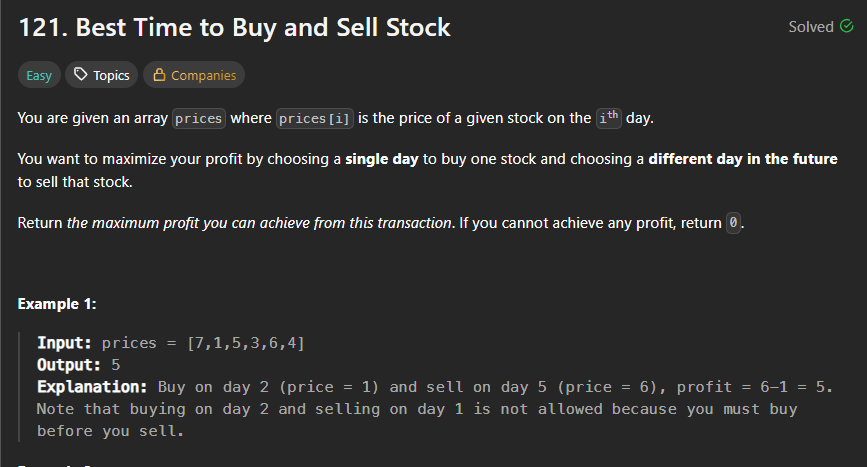 121. Best Time to Buy and Sell Stock
Solved
Easy
Topics
Companies
You are given an array prices where prices[i] is the price of a given stock on the ith day.
You want to maximize your profit by choosing a single day to buy one stock and choosing a different day in the future
to sell that stock.
Return the maximum profit you can achieve from this transaction. If you cannot achieve any profit, return 0.
Example 1:
Input: prices = [7,1,5,3,6,4]
Output: 5
Explanation: Buy on day 2 (price = 1) and sell on day 5 (price = 6), profit = 6-1 = 5.
Note that buying on day 2 and selling on day 1 is not allowed because you must buy
before you sell.